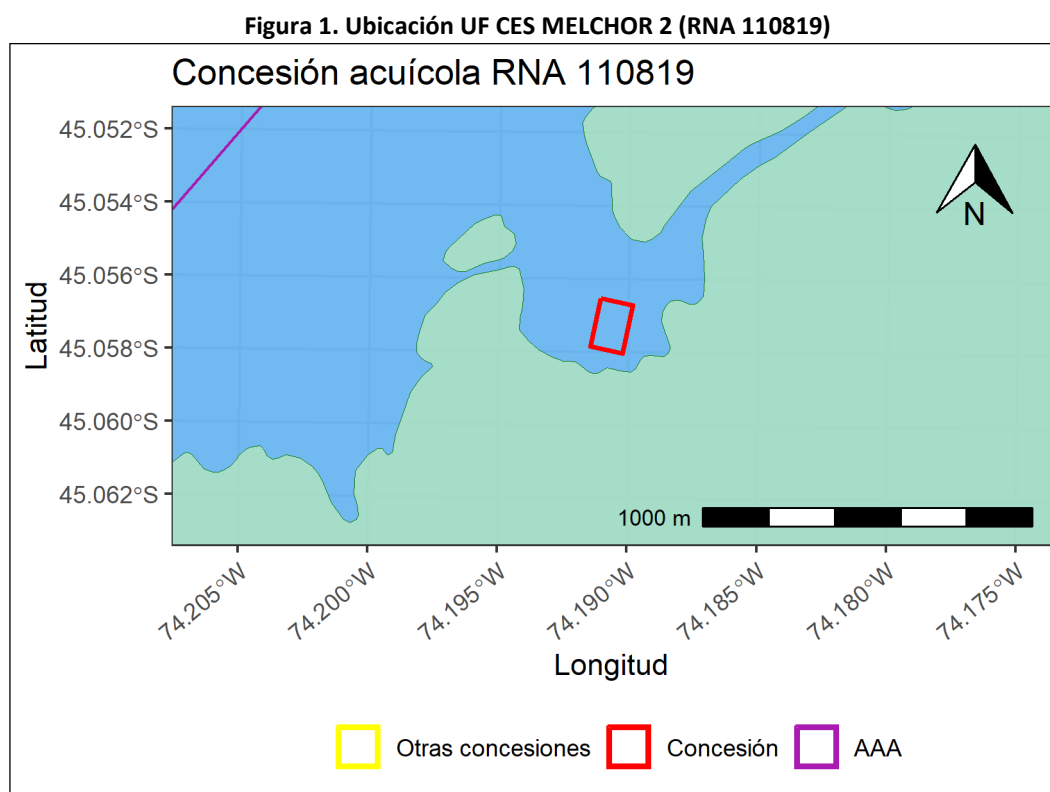 Figura 1. Ubicación UF CES MELCHOR 2 (RNA 110819)
Concesión acuícola RNA 110819
45.052°S
45.054°S
45.056°S
45.058°S
45.060°S
45.062°S
Latitud
N
1000 m
74.205°W
74.200°W
74.195°W
74.190°W
74.185°W
74.180°W
74.175°W
Longitud
Otras concesiones
Concesión
AAA